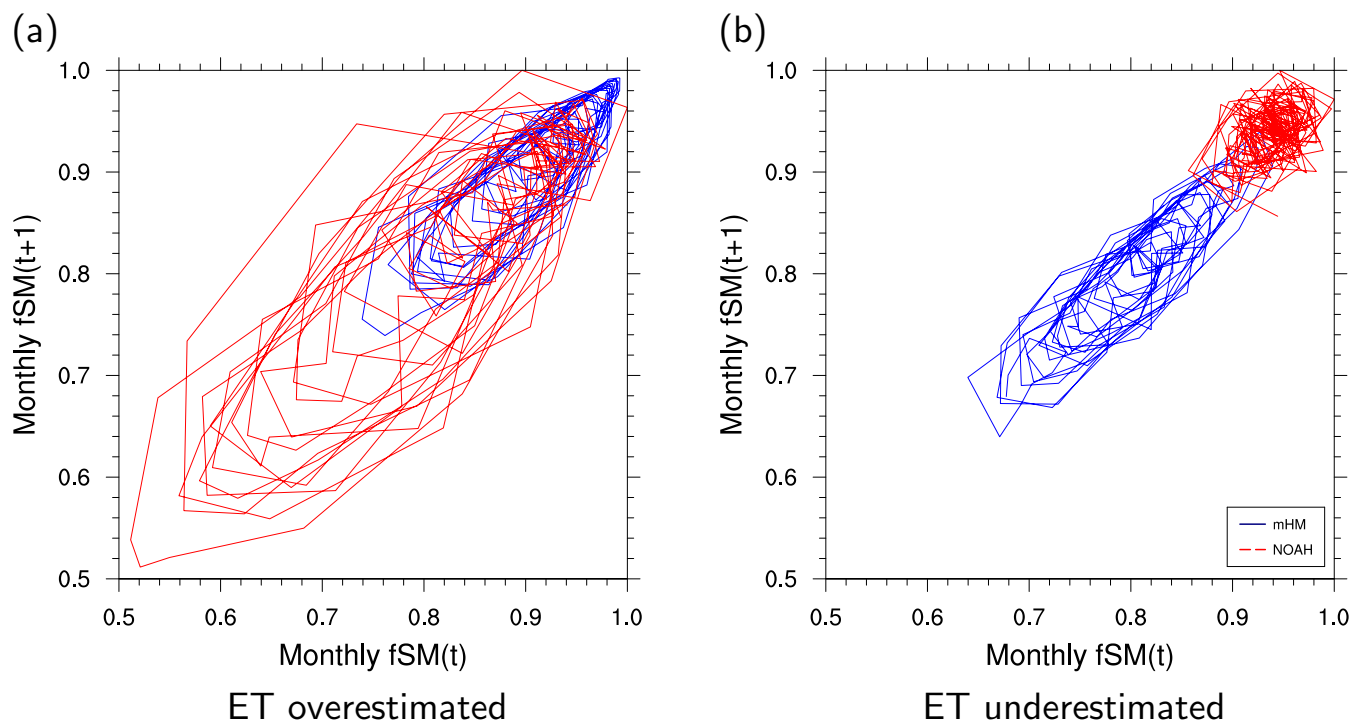 (a)
1.0
0.9
0.8
0.7
0.6
0.5
Monthly fSM(t+1)
0.5 0.6 0.7 0.8 0.9 1.0
Monthly fSM(t)
ET overestimated
(b)
1.0
0.9
0.8
0.7
0.6
0.5
Monthly fSM(t+1)
mHM
NOAH
0.5 0.6 0.7 0.8 0.9 1.0
Monthly fSM(t)
ET underestimated